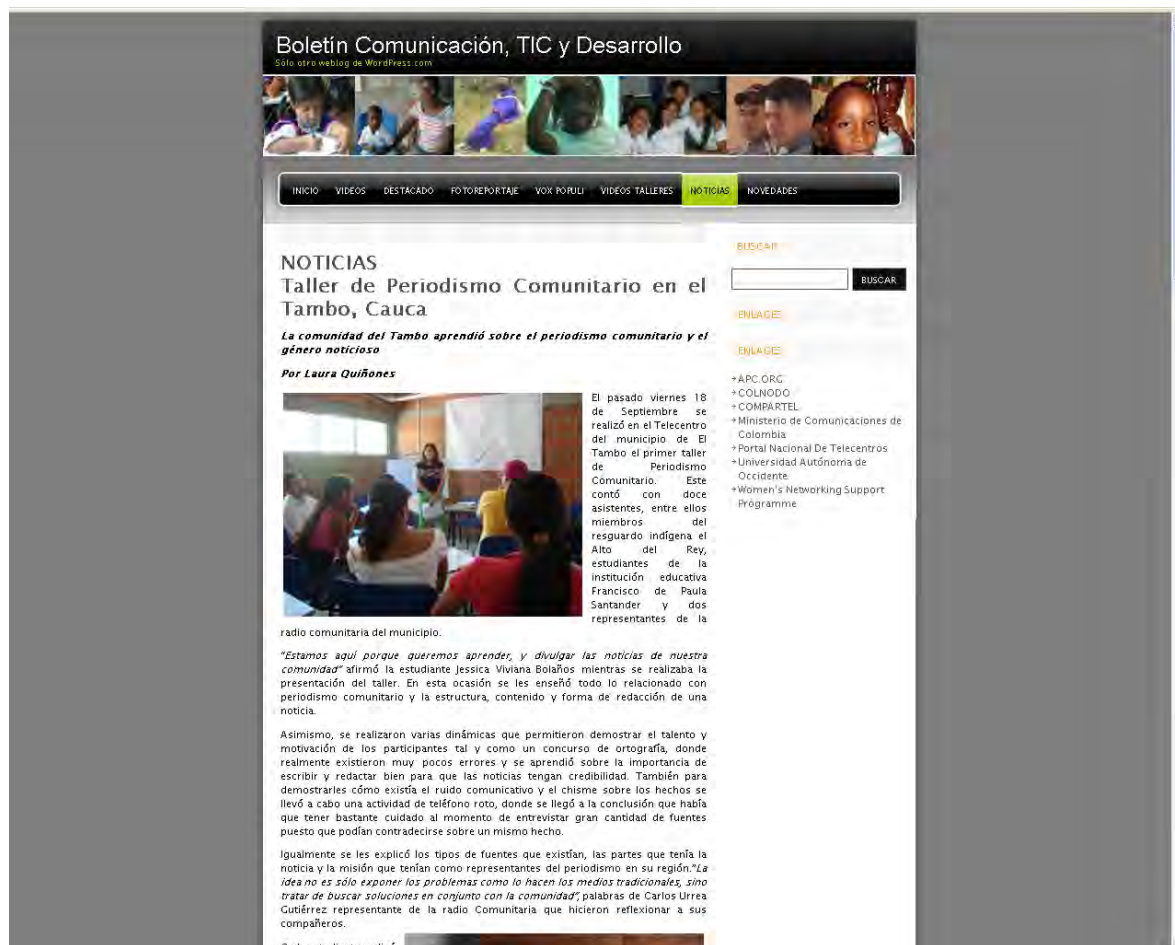 Boletín Comunicación, TIC y Desarrollo
Sólo otro weblog de WordPress.com
INICIO VIDEOS DESTACADO FOTOREPORTAJE VOX POPULI VIDEOS TALLERES NOTICIAS NOVEDADES
NOTICIAS
Taller de Periodismo Comunitario en el
Tambo, Cauca
La comunidad del Tambo aprendió sobre el periodismo comunitario y el
género noticioso
Por Laura Quiñones
El pasado viernes 18
de Septiembre se
realizó en el Telecentro
del municipio de El
Tambo el primer taller
de Periodismo
Comunitario. Este
contó con doce
asistentes, entre ellos
miembros del
resguardo indígena el
Alto del Rey,
estudiantes de la
institución educativa
Francisco de Paula
Santander y dos
representantes de la
radio comunitaria del municipio.
"Estamos aquí porque queremos aprender, y divulgar las noticias de nuestra
comunidad" afirmó la estudiante Jessica Viviana Bolaños mientras se realizaba la
presentación del taller. En esta ocasión se les enseñó todo lo relacionado con
periodismo comunitario y la estructura, contenido y forma de redacción de una
noticia.
Asimismo, se realizaron varias dinámicas que permitieron demostrar el talento y
motivación de los participantes tal y como un concurso de ortografía, donde
realmente existieron muy pocos errores y se aprendió sobre la importancia de
escribir y redactar bien para que las noticias tengan credibilidad. También para
demostrarles cómo existía el ruido comunicativo y el chisme sobre los hechos se
llevó a cabo una actividad de teléfono roto, donde se llegó a la conclusión que había
que tener bastante cuidado al momento de entrevistar gran cantidad de fuentes
puesto que podían contradecirse sobre un mismo hecho.
Igualmente se les explicó los tipos de fuentes que existían, las partes que tenía la
noticia y la misión que tenían como representantes del periodismo en su región."La
idea no es sólo exponer los problemas como lo hacen los medios tradicionales, sino
tratar de buscar soluciones en conjunto con la comunidad", palabras de Carlos Urrea
Gutiérrez representante de la radio Comunitaria que hicieron reflexionar a sus
compañeros.
BUSCAR
BUSCAR
ENLACES
ENLACES
+APC.ORG
+COLNODO
+COMPARTEL
+Ministerio de Comunicaciones de
Colombia
+Portal Nacional De Telecentros
+Universidad Autónoma de
Occidente
+Women's Networking Support
Programme